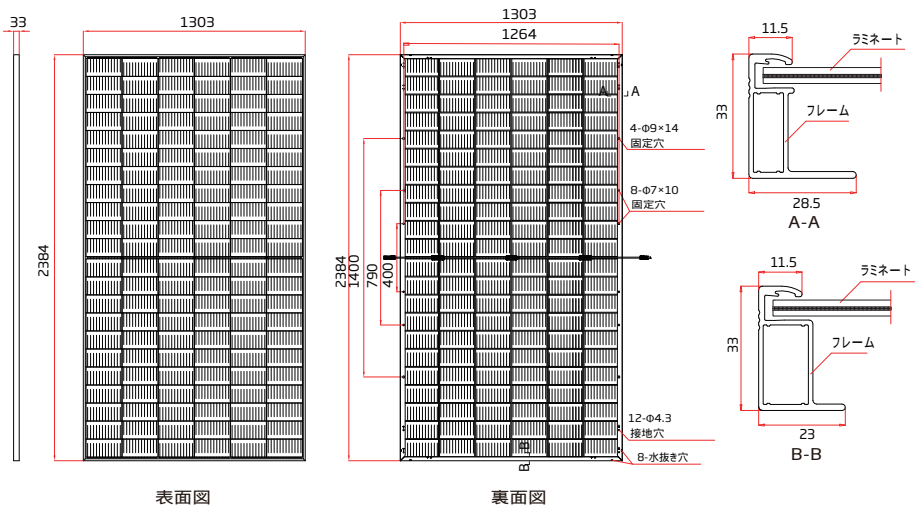 33
1303
2384
表面図
1303
1264
2384
1400
790
400
A
A
4-Φ9×14
固定穴
8-Φ7×10
固定穴
12-Φ4.3
接地穴
8-水抜き穴
B
B
裏面図
11.5
ラミネート
33
フレーム
28.5
A-A
11.5
ラミネート
33
フレーム
23
B-B